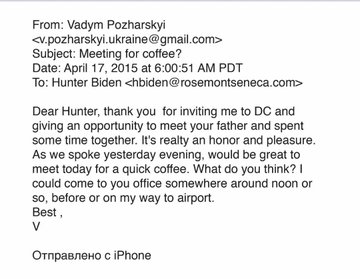 From: Vadym Pozharskyi
<v.pozharskyi.ukraine@gmail.com>
Subject: Meeting for coffee?
Date: April 17, 2015 at 6:00:51 AM PDT
To: Hunter Biden <hbiden@rosemontseneca.com>
Dear Hunter, thank you for inviting me to DC and
giving an opportunity to meet your father and spent
some time together. It's realty an honor and pleasure.
As we spoke yesterday evening, would be great to
meet today for a quick coffee. What do you think? I
could come to you office somewhere around noon or
so, before or on my way to airport.
Best ,
V
Отправлено с iPhone